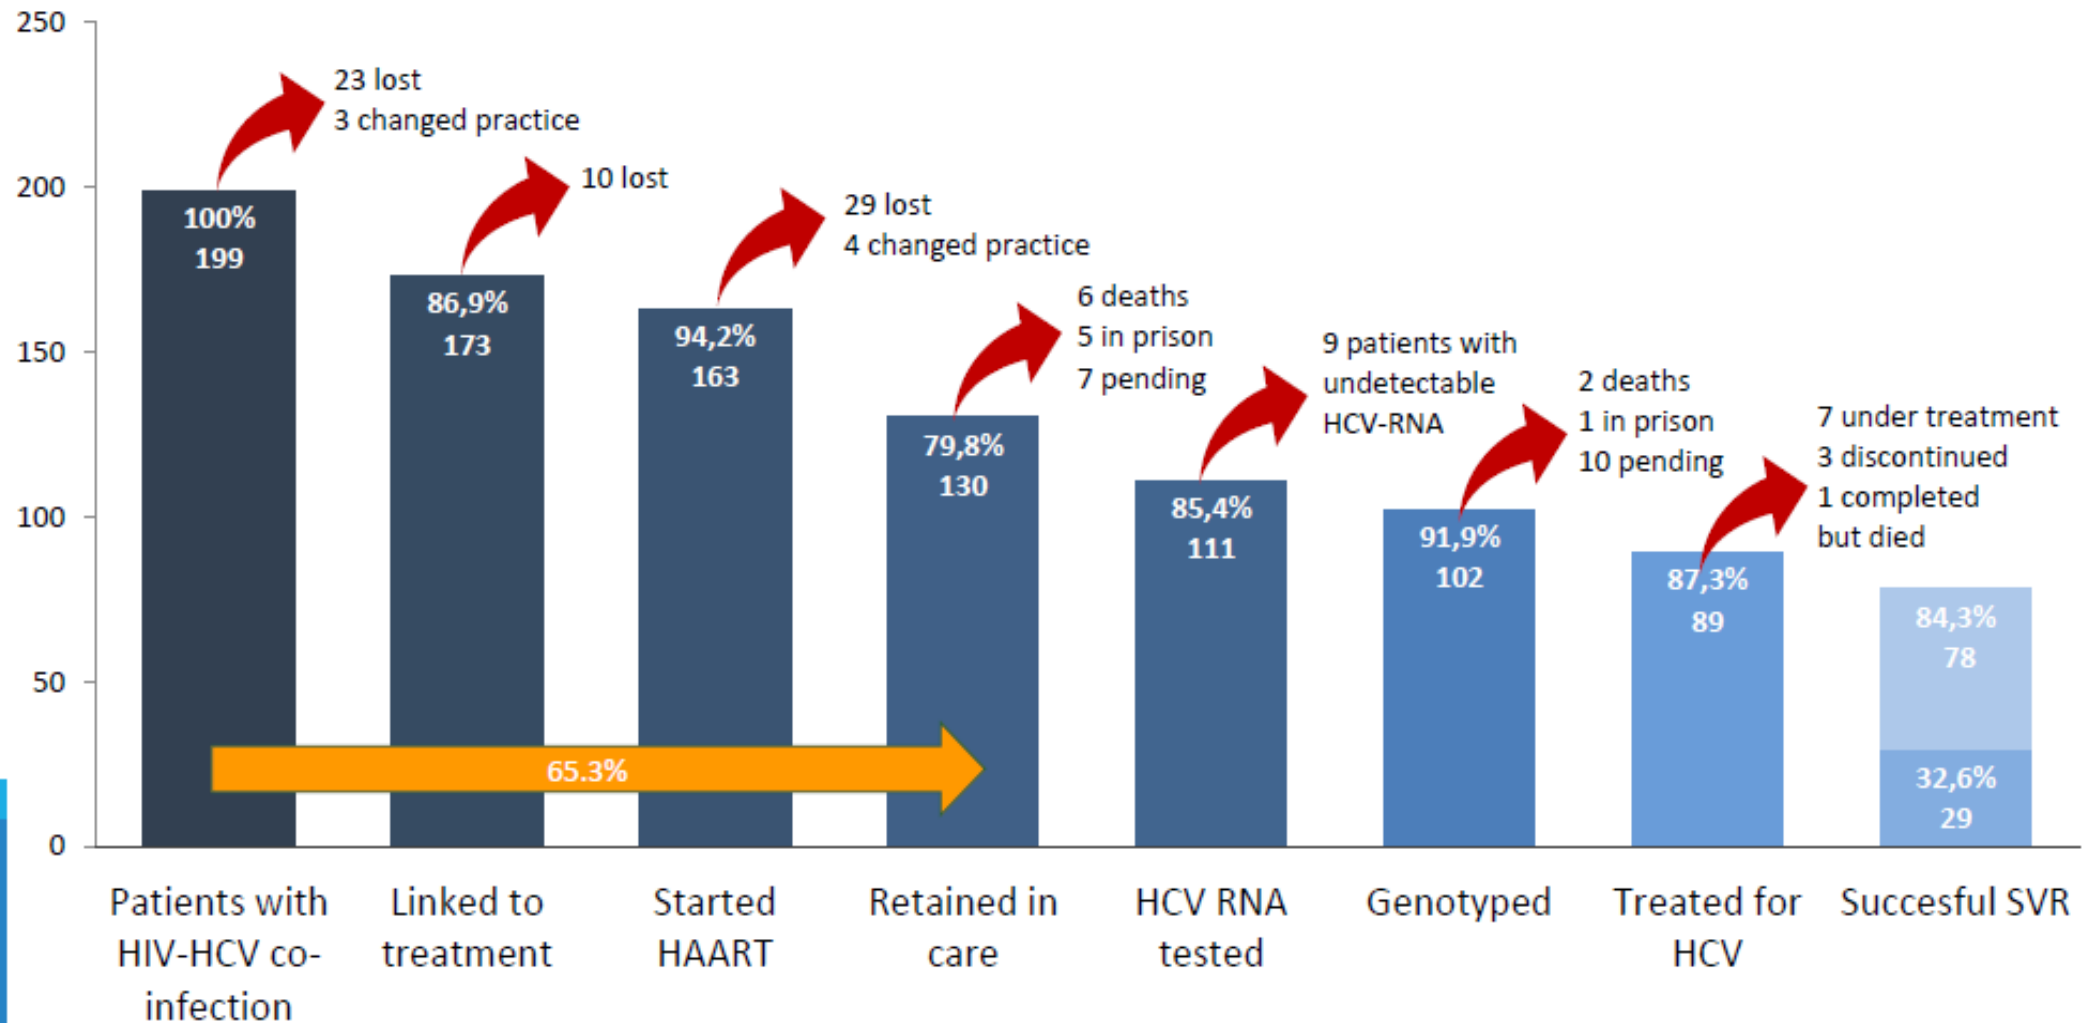 250
200
150
100
50
0
23 lost
3 changed practice
10 lost
29 lost
4 changed practice
6 deaths
5 in prison
7 pending
9 patients with
undetectable
HCV-RNA
2 deaths
1 in prison
10 pending
7 under treatment
3 discontinued
1 completed
but died
100%
199
86,9%
173
94,2%
163
79,8%
130
85,4%
111
91,9%
102
87,3%
89
84,3%
78
32,6%
29
65.3%
Patients with
HIV-HCV co-
infection
Linked to
treatment
Started
HAART
Retained in
care
HCV RNA
tested
Genotyped
Treated for
HCV
Succesful SVR